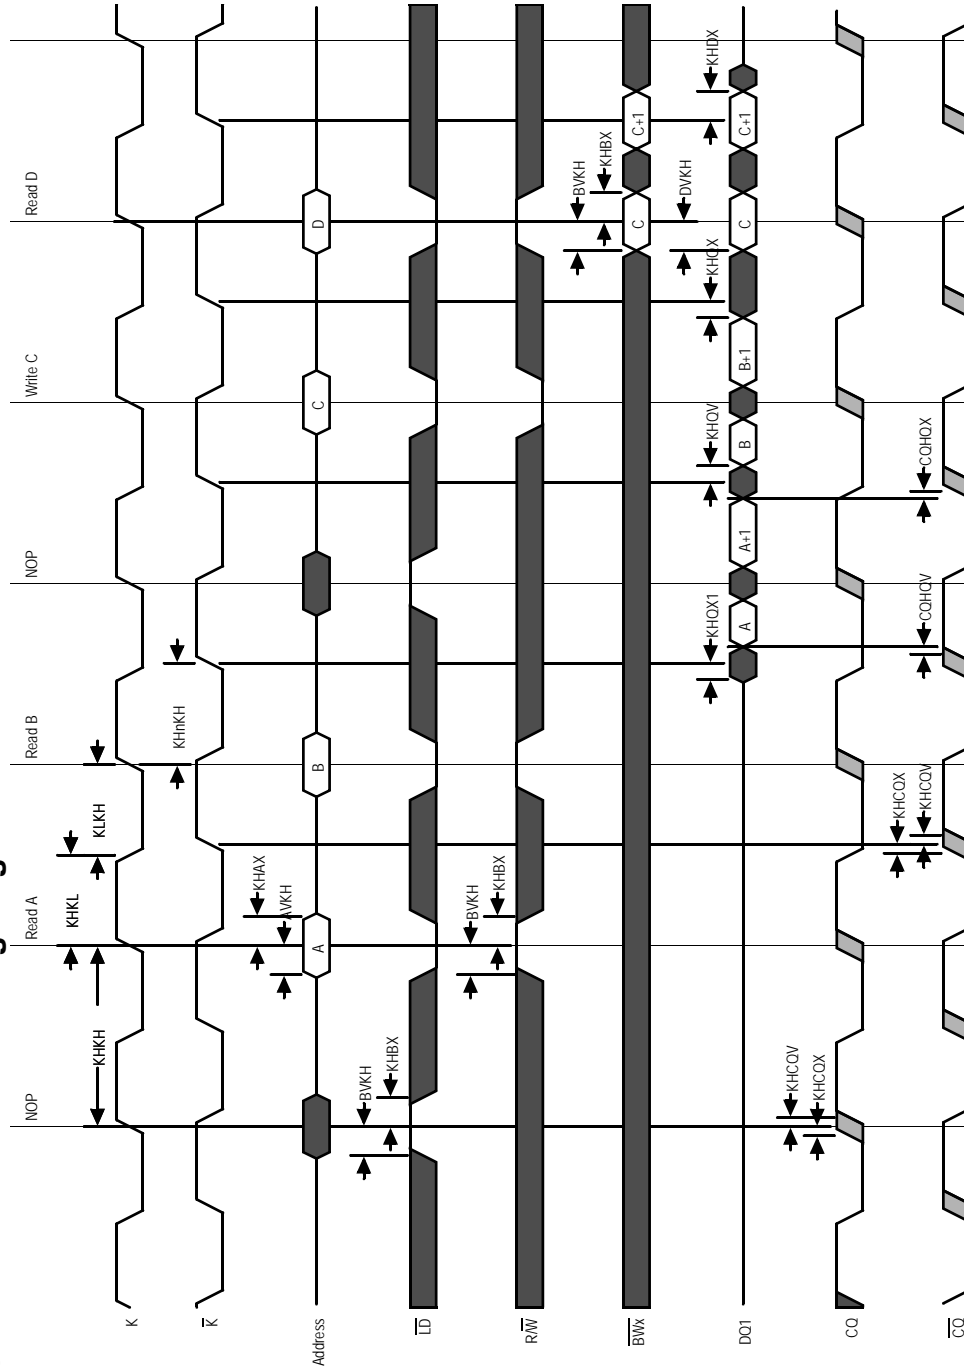 NOP
Read A
Read B
NOP
Write C
Read D
K
KHKH
KHKL
KLKH
K
KHnKH
Address
A
B
C
D
AVKH
KHAX
LD
BVKH
KHBX
R/W
BVKH
KHBX
BWx
C
C+1
BVKH
KHBX
DQ1
A
A+1
B
B+1
C
C+1
KHQX1
KHQV
KHQX
DVKH
KHDX
CQ
KHCQV
KHCQX
CQ
KHCQX
KHCQV
CQHQV
CQHQX